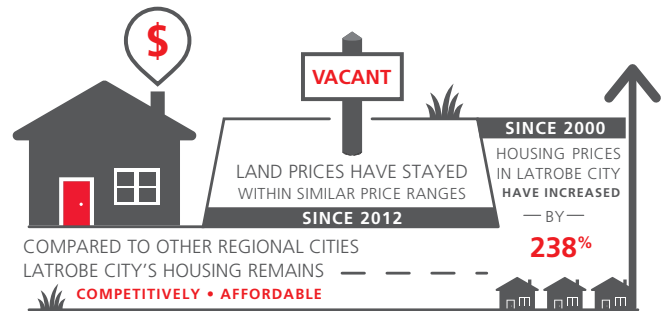 $
VACANT
LAND PRICES HAVE STAYED
WITHIN SIMILAR PRICE RANGES
SINCE 2012
SINCE 2000
HOUSING PRICES
IN LATROBE CITY
HAVE INCREASED
— BY —
238%
COMPARED TO OTHER REGIONAL CITIES
LATROBE CITY'S HOUSING REMAINS
COMPETITIVELY • AFFORDABLE